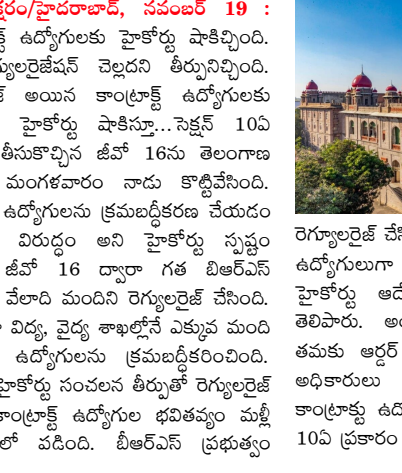 క్షరం/హైదరాబాద్, నవంబర్ 19 :
ఉద్యోగులకు హైకోర్టు షాకిచ్చింది.
గ్యులరైజేషన్ చెల్లదని తీర్పునిచ్చింది.
అయిన కాంట్రాక్ట్ ఉద్యోగులకు
హైకోర్టు షాకిస్తూ...సెక్షన్ 10ఏ
తీసుకొచ్చిన జీవో 16ను తెలంగాణ
మంగళవారం నాడు కొట్టివేసింది.
ఉద్యోగులను క్రమబద్ధీకరణ చేయడం
విరుద్ధం అని హైకోర్టు స్పష్టం
జీవో 16 ద్వారా గత బిఆర్ఎస్
వేలాది మందిని రెగ్యులరైజ్ చేసింది.
విద్య, వైద్య శాఖల్లోనే ఎక్కువ మంది
ఉద్యోగులను క్రమబద్ధీకరించింది.
హైకోర్టు సంచలన తీర్పుతో రెగ్యులరైజ్
కాంట్రాక్ట్ ఉద్యోగుల భవితవ్యం మళ్లీ
లో పడింది. బీఆర్ఎస్ ప్రభుత్వం
రెగ్యూలరైజ్
ఉద్యోగులుగా
హైకోర్టు
తెలిపారు.
తమకు ఆర్డర్
అధికారులు
కాంట్రాక్టు
10ఏ ప్రకారం